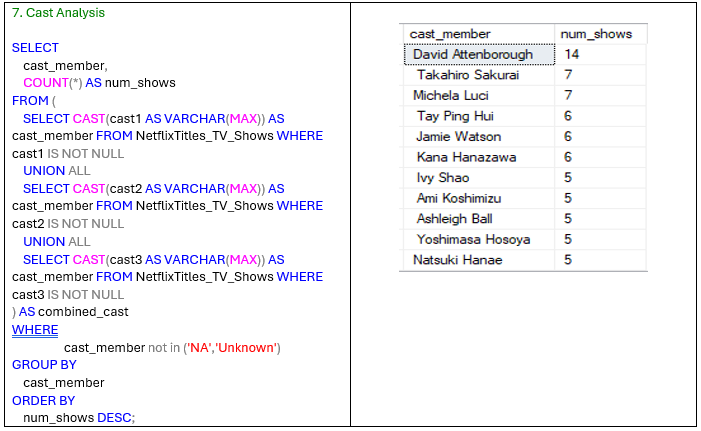 7. Cast Analysis
SELECT
cast_member,
COUNT(*) AS num_shows
FROM (
SELECT CAST(cast1 AS VARCHAR(MAX)) AS
cast_member FROM NetflixTitles_TV_Shows WHERE
cast1 IS NOT NULL
UNION ALL
SELECT CAST(cast2 AS VARCHAR(MAX)) AS
cast_member FROM NetflixTitles_TV_Shows WHERE
cast2 IS NOT NULL
UNION ALL
SELECT CAST(cast3 AS VARCHAR(MAX)) AS
cast_member FROM NetflixTitles_TV_Shows WHERE
cast3 IS NOT NULL
) AS combined_cast
WHERE
cast_member not in ('NA','Unknown')
GROUP BY
cast_member
ORDER BY
num_shows DESC;
cast_member num_shows
David Attenborough 14
Takahiro Sakurai 7
Michela Luci 7
Tay Ping Hui 6
Jamie Watson 6
Kana Hanazawa 6
Ivy Shao 5
Ami Koshimizu 5
Ashleigh Ball 5
Yoshimasa Hosoya 5
Natsuki Hanae 5